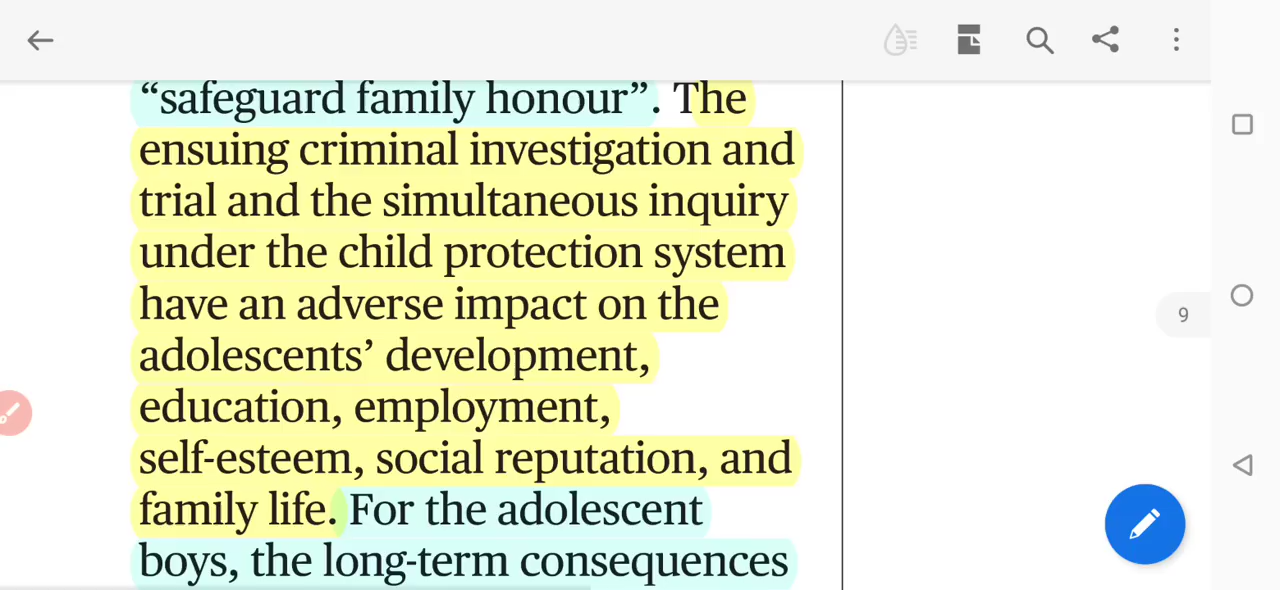 “safeguard family honour”. The
ensuing criminal investigation and
trial and the simultaneous inquiry
under the child protection system
have an adverse impact on the
adolescents’ development,
education, employment,
self-esteem, social reputation, and
family life. For the adolescent
boys, the long-term consequences
9